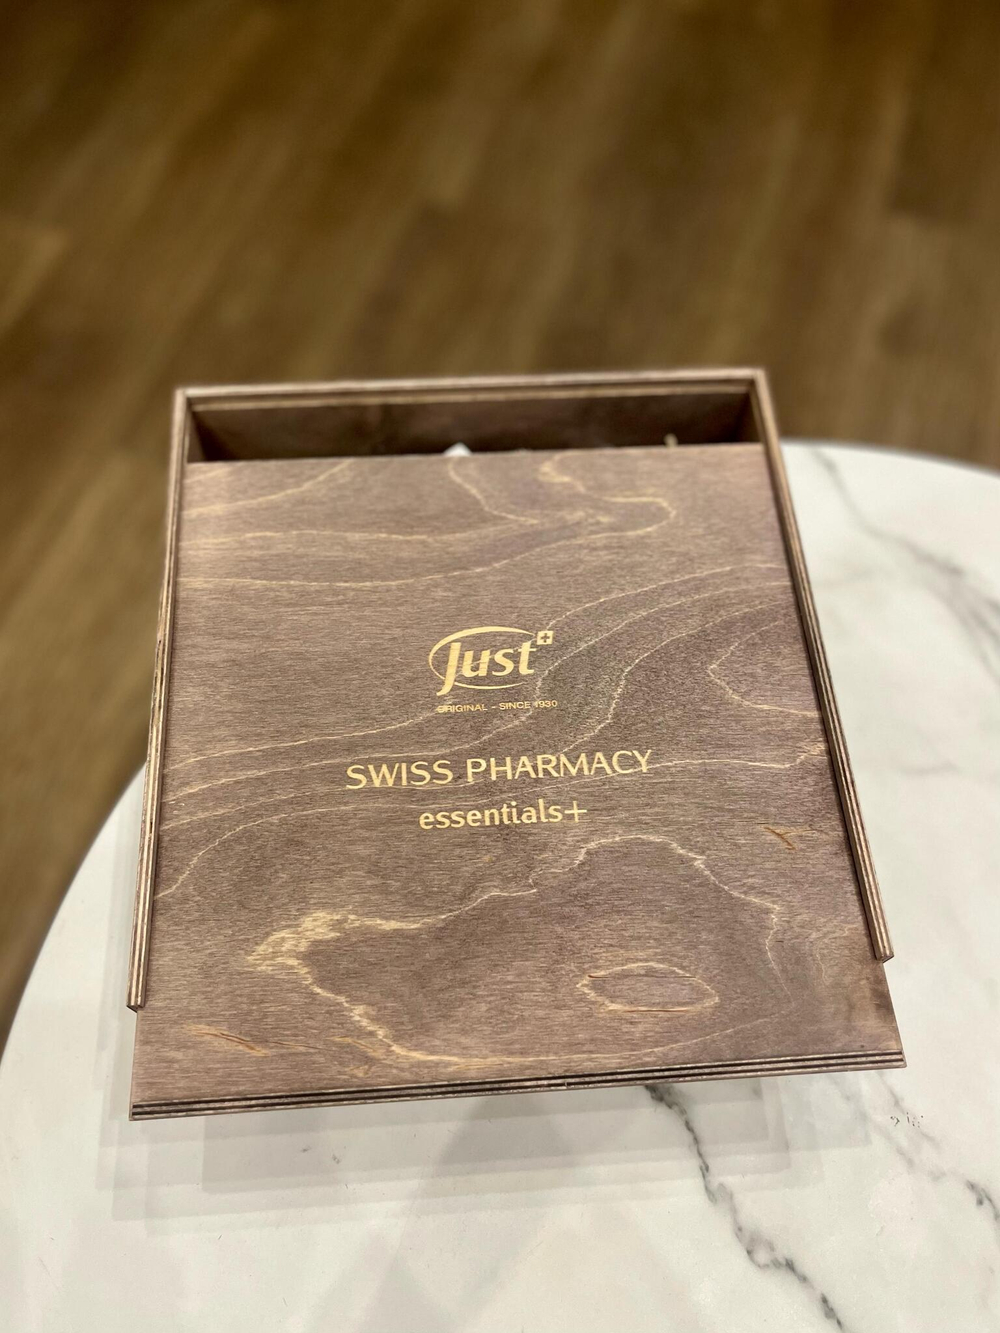 Just
ORIGINAL – SINCE 1930
SWISS PHARMACY
essentials+